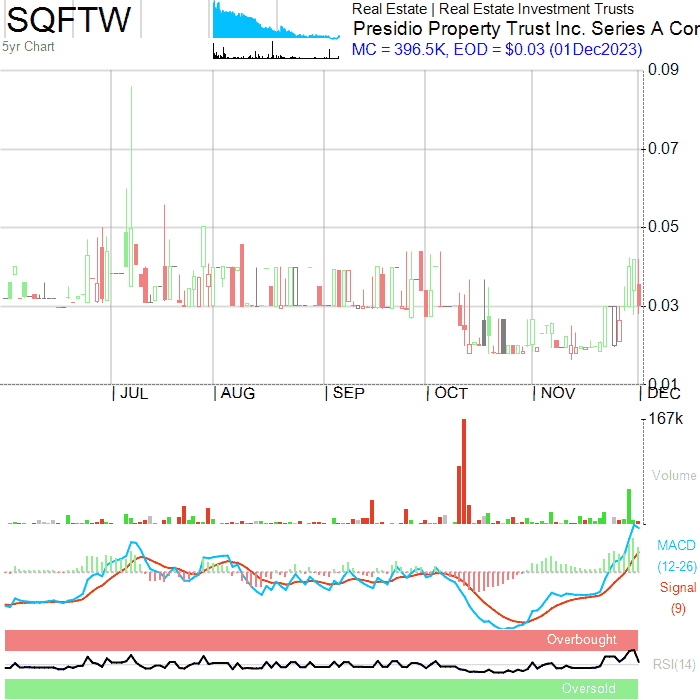 SQFTW
5yr Chart
Real Estate | Real Estate Investment Trusts
Presidio Property Trust Inc. Series A Cor
MC = 396.5K, EOD = $0.03 (01Dec2023)
0.09
0.07
0.05
0.03
0.01
JUL AUG SEP OCT NOV DEC
167k
Volume
MACD
(12-26)
Signal
(9)
Overbought
RSI(14)
Oversold